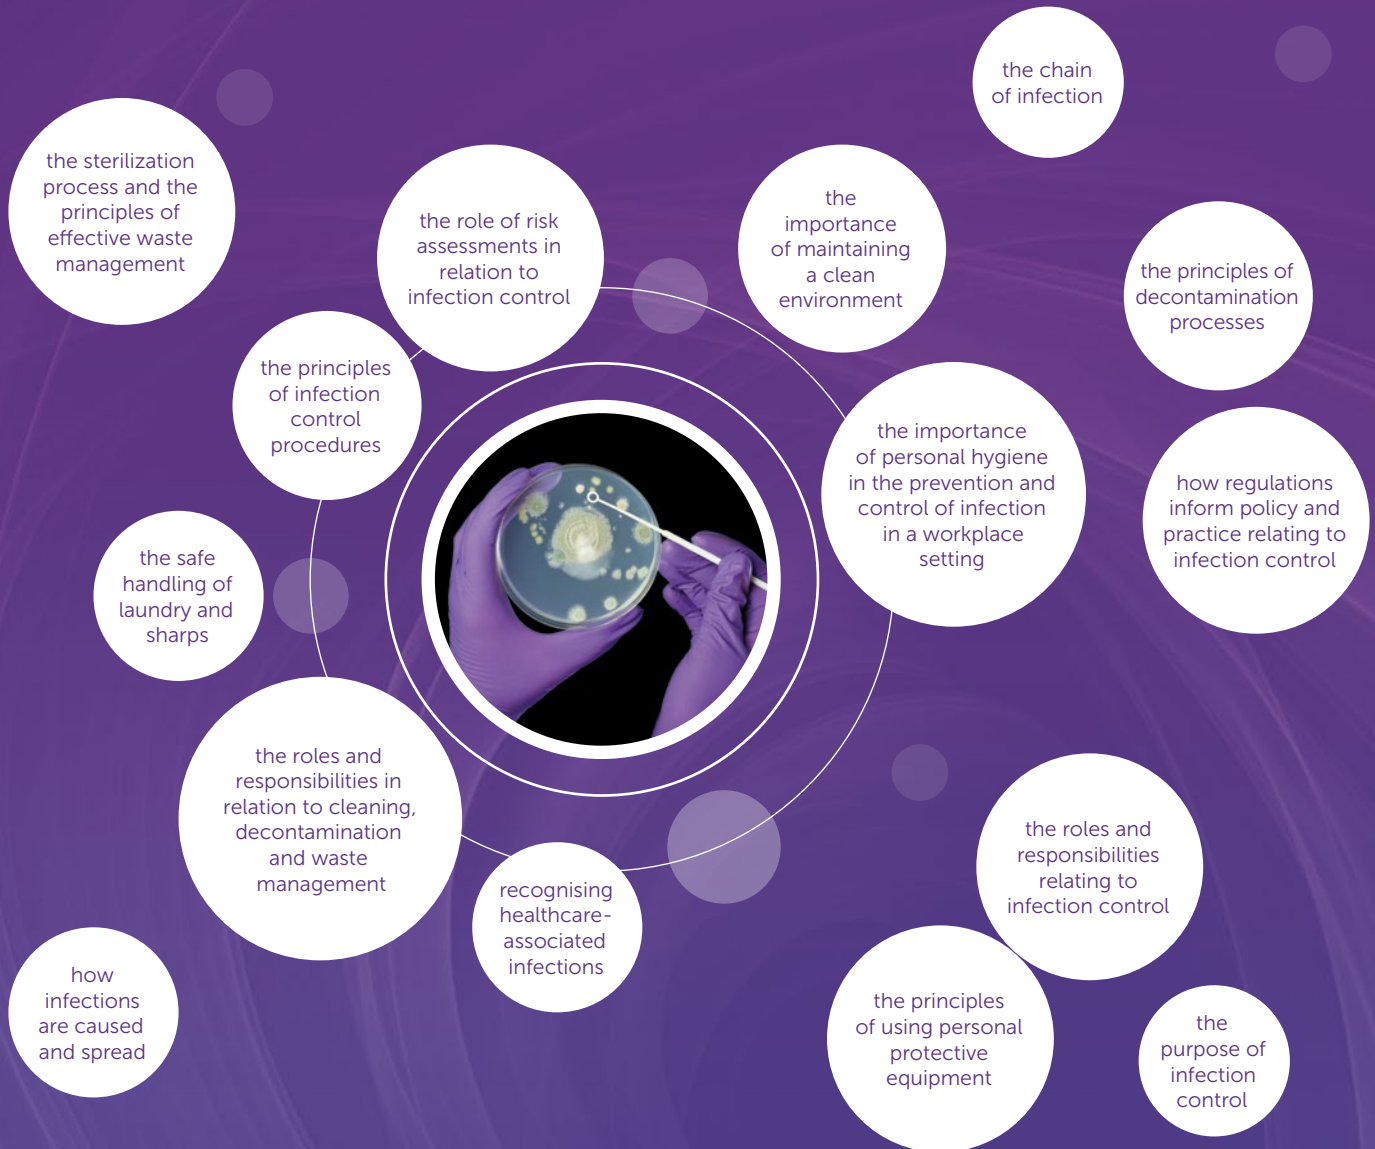 the chain
of infection
the sterilization
process and the
principles of
effective waste
management
the role of risk
assessments in
relation to
infection control
the
importance
of maintaining
a clean
environment
the principles of
decontamination
processes
the principles
of infection
control
procedures
the importance
of personal hygiene
in the prevention and
control of infection
in a workplace
setting
how regulations
inform policy and
practice relating to
infection control
the safe
handling of
laundry and
sharps
the roles and
responsibilities in
relation to cleaning,
decontamination
and waste
management
the roles and
responsibilities
relating to
infection control
recognising
healthcare-
associated
infections
how
infections
are caused
and spread
the principles
of using personal
protective
equipment
the
purpose of
infection
control